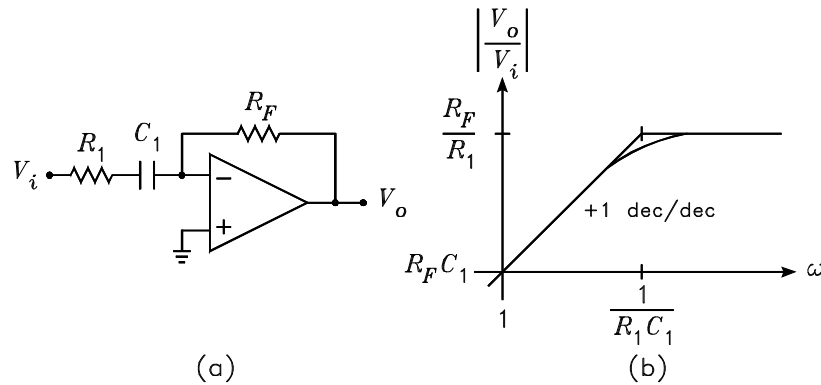 R_F
R_1
C_1
V_i
−
+
V_o
(a)
|V_o/V_i|
R_F/R_1
+1 dec/dec
R_F C_1
ω
1
1/(R_1 C_1)
(b)